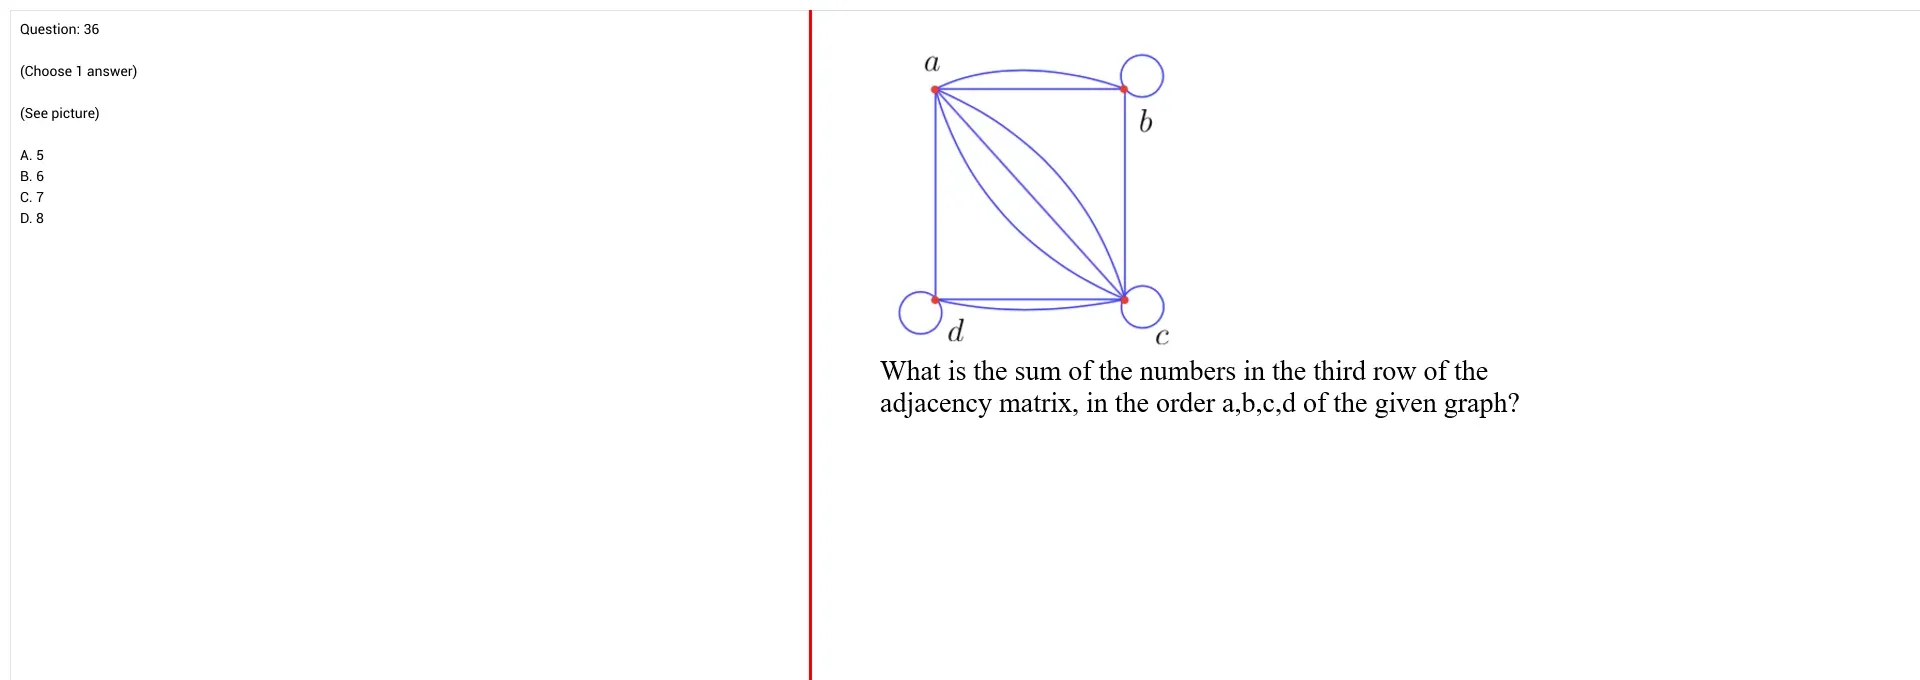 Question: 36
(Choose 1 answer)
(See picture)
A. 5
B. 6
C. 7
D. 8
a
b
d
c
What is the sum of the numbers in the third row of the
adjacency matrix, in the order a,b,c,d of the given graph?